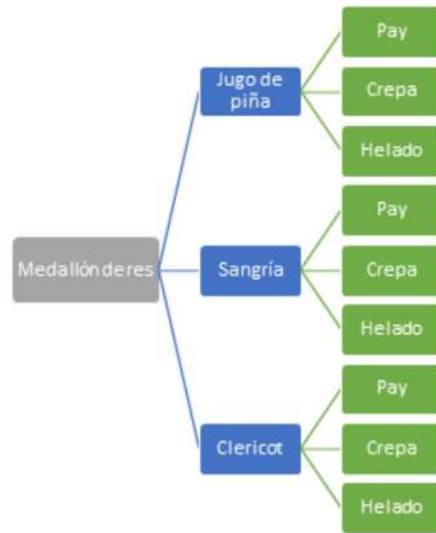 Medallón de res
Jugo de
piña
Pay
Crepa
Helado
Sangría
Pay
Crepa
Helado
Clericot
Pay
Crepa
Helado